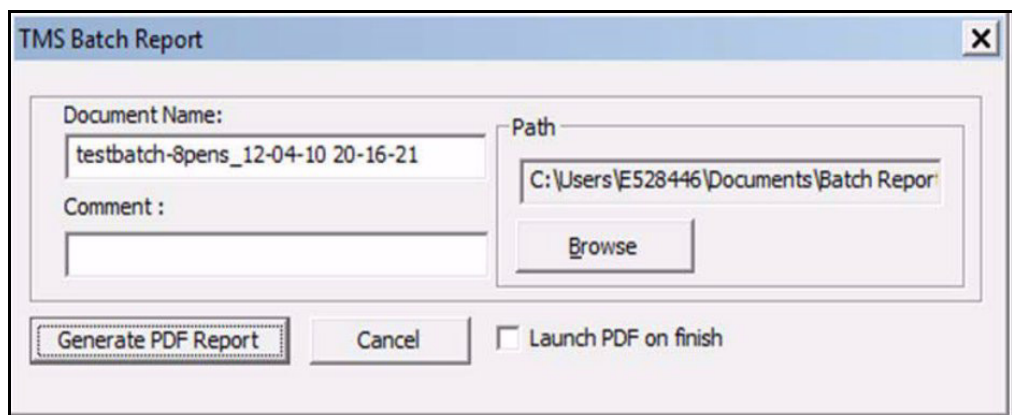 TMS Batch Report
Document Name:
testbatch-8pens_12-04-10 20-16-21
Comment :
Path
C:\Users\E528446\Documents\Batch Repor
Browse
Generate PDF Report
Cancel
Launch PDF on finish